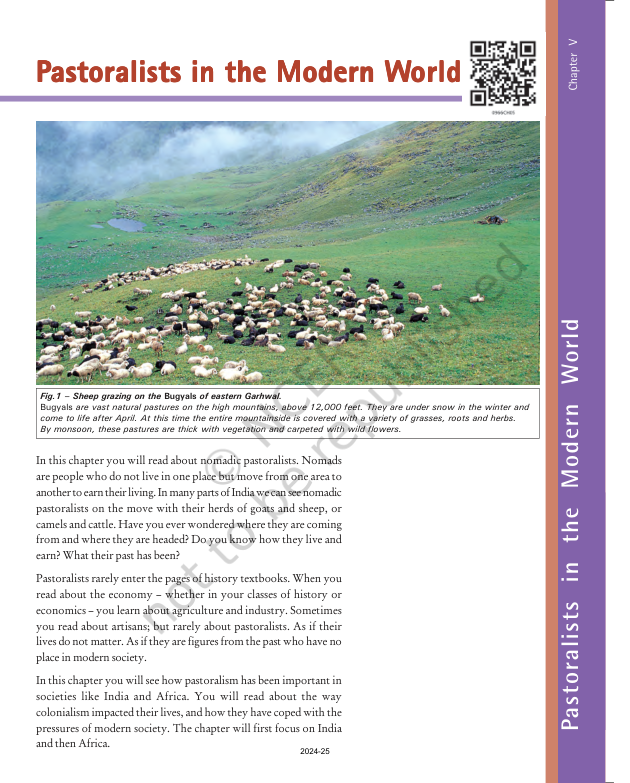 Pastoralists in the Modern World
Chapter V
Fig.1 – Sheep grazing on the Bugyals of eastern Garhwal.
Bugyals are vast natural pastures on the high mountains, above 12,000 feet. They are under snow in the winter and
come to life after April. At this time the entire mountainside is covered with a variety of grasses, roots and herbs.
By monsoon, these pastures are thick with vegetation and carpeted with wild flowers.
In this chapter you will read about nomadic pastoralists. Nomads
are people who do not live in one place but move from one area to
another to earn their living. In many parts of India we can see nomadic
pastoralists on the move with their herds of goats and sheep, or
camels and cattle. Have you ever wondered where they are coming
from and where they are headed? Do you know how they live and
earn? What their past has been?
Pastoralists rarely enter the pages of history textbooks. When you
read about the economy – whether in your classes of history or
economics – you learn about agriculture and industry. Sometimes
you read about artisans; but rarely about pastoralists. As if their
lives do not matter. As if they are figures from the past who have no
place in modern society.
In this chapter you will see how pastoralism has been important in
societies like India and Africa. You will read about the way
colonialism impacted their lives, and how they have coped with the
pressures of modern society. The chapter will first focus on India
and then Africa.
Pastoralists in the Modern World
© NCERT
not to be republished
2024-25